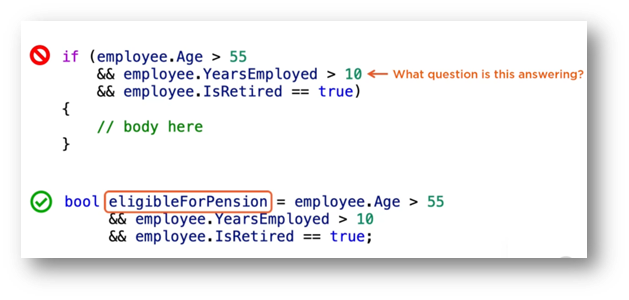 if (employee.Age > 55
&& employee.YearsEmployed > 10 What question is this answering?
&& employee.IsRetired == true)
{
// body here
}
bool eligibleForPension = employee.Age > 55
&& employee.YearsEmployed > 10
&& employee.IsRetired == true;